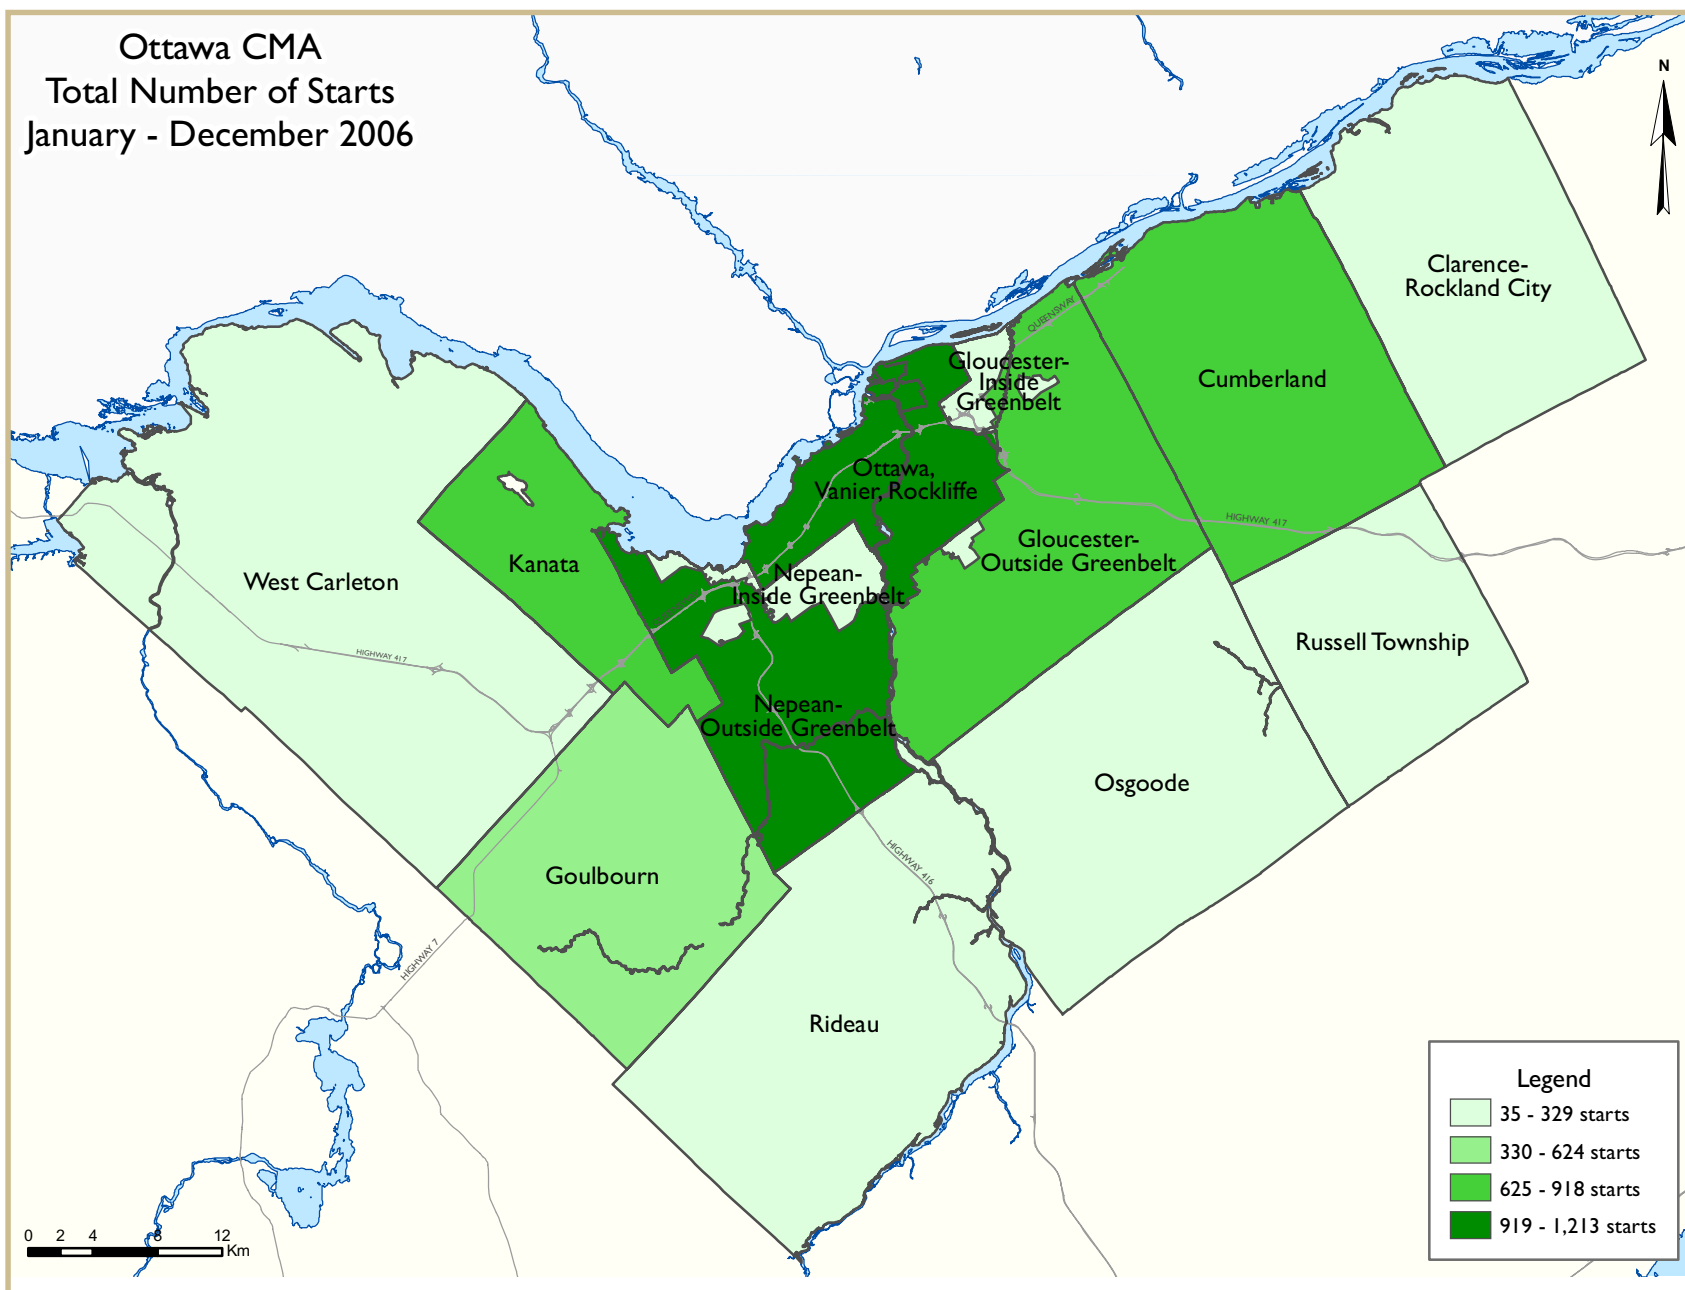 Ottawa CMA
Total Number of Starts
January - December 2006
N
Clarence-
Rockland City
QUEENSWAY
Gloucester-
Inside
Greenbelt
Cumberland
Ottawa,
Vanier, Rockliffe
HIGHWAY 417
Gloucester-
Outside Greenbelt
Kanata
West Carleton
Nepean-
Inside Greenbelt
Russell Township
HIGHWAY 417
Nepean-
Outside Greenbelt
Osgoode
HIGHWAY 416
Goulbourn
HIGHWAY 7
Rideau
Legend
35 - 329 starts
330 - 624 starts
625 - 918 starts
919 - 1,213 starts
0 2 4 8 12
Km